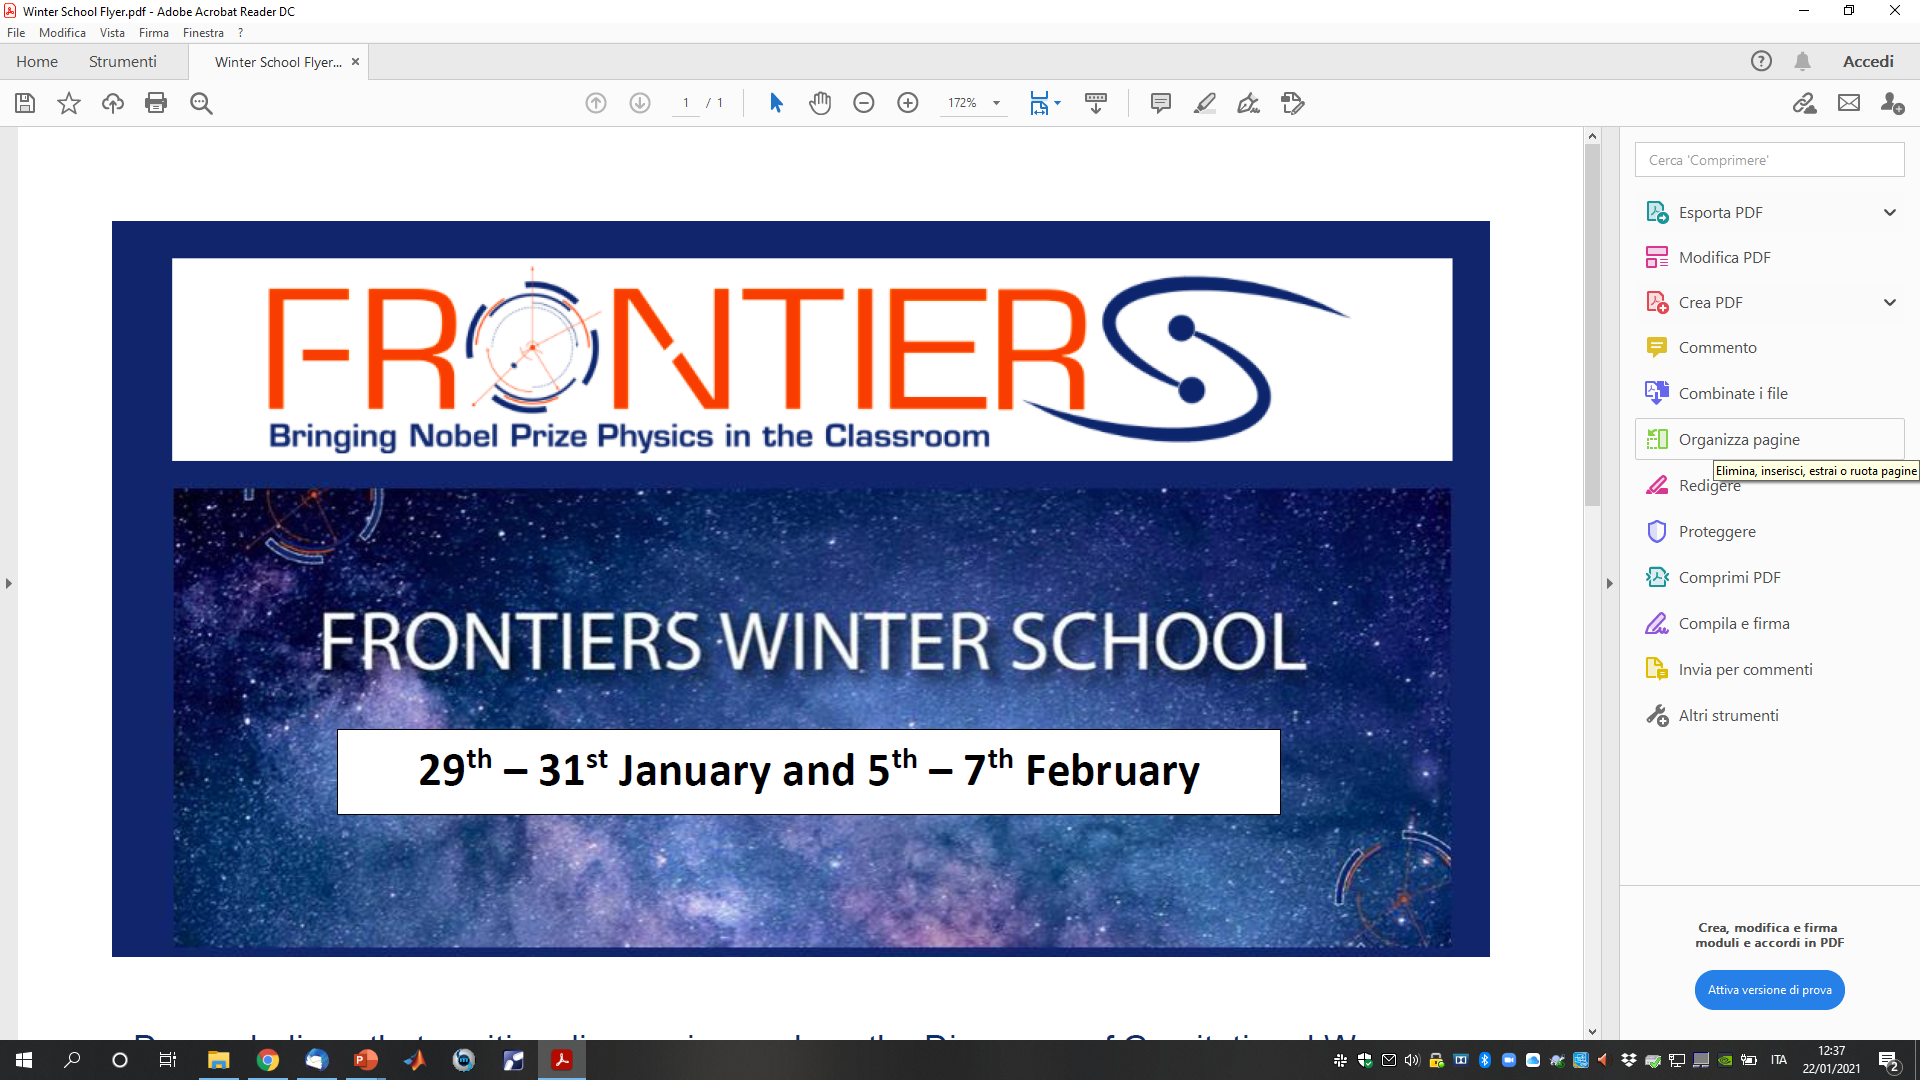 Winter School Flyer.pdf - Adobe Acrobat Reader DC
File Modifica Vista Firma Finestra ?
Home Strumenti Winter School Flyer... × Accedi
1 / 1 172%
Cerca 'Comprimere'
Esporta PDF
Modifica PDF
Crea PDF
Commento
Combinate i file
Organizza pagine
Elimina, inserisci, estrai o ruota pagine
Redigere
Proteggere
Comprimi PDF
Compila e firma
Invia per commenti
Altri strumenti
Crea, modifica e firma
moduli e accordi in PDF
Attiva versione di prova
FRONTIERS
Bringing Nobel Prize Physics in the Classroom
FRONTIERS WINTER SCHOOL
29th – 31st January and 5th – 7th February
ITA
12:37
22/01/2021
2